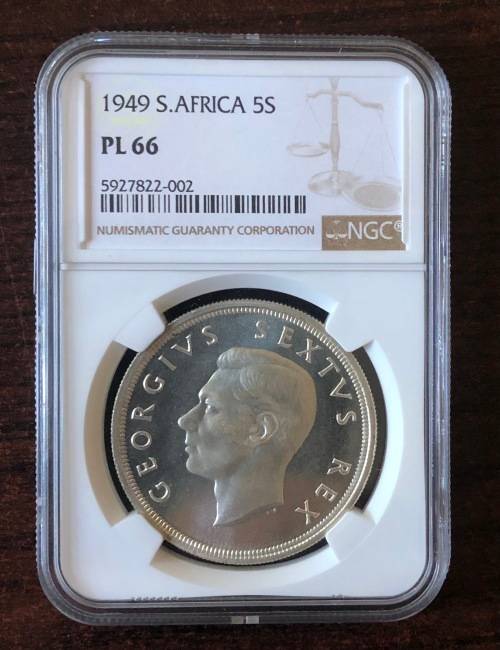 1949 S.AFRICA 5S
PL 66
5927822-002
NUMISMATIC GUARANTY CORPORATION
NGC®
GEORGIVS SEXTVS REX